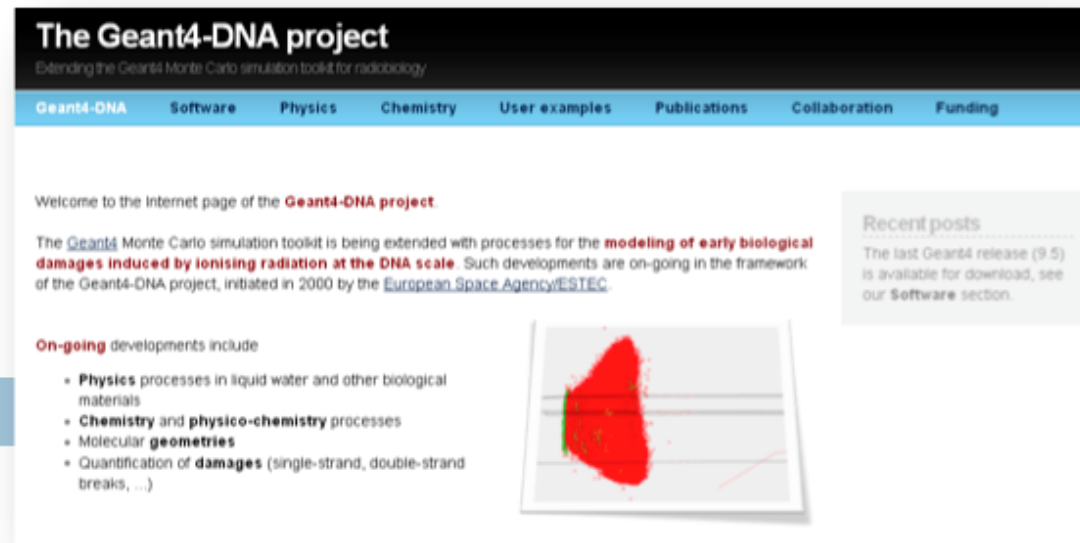 The Geant4-DNA project
Extending the Geant4 Monte Carlo simulation toolkit for radiobiology
Geant4-DNA Software Physics Chemistry User examples Publications Collaboration Funding
Welcome to the Internet page of the Geant4-DNA project.
The Geant4 Monte Carlo simulation toolkit is being extended with processes for the modeling of early biological
damages induced by ionising radiation at the DNA scale. Such developments are on-going in the framework
of the Geant4-DNA project, initiated in 2000 by the European Space Agency/ESTEC.
On-going developments include
• Physics processes in liquid water and other biological
materials
• Chemistry and physico-chemistry processes
• Molecular geometries
• Quantification of damages (single-strand, double-strand
breaks, ...)
Recent posts
The last Geant4 release (9.5)
is available for download, see
our Software section.